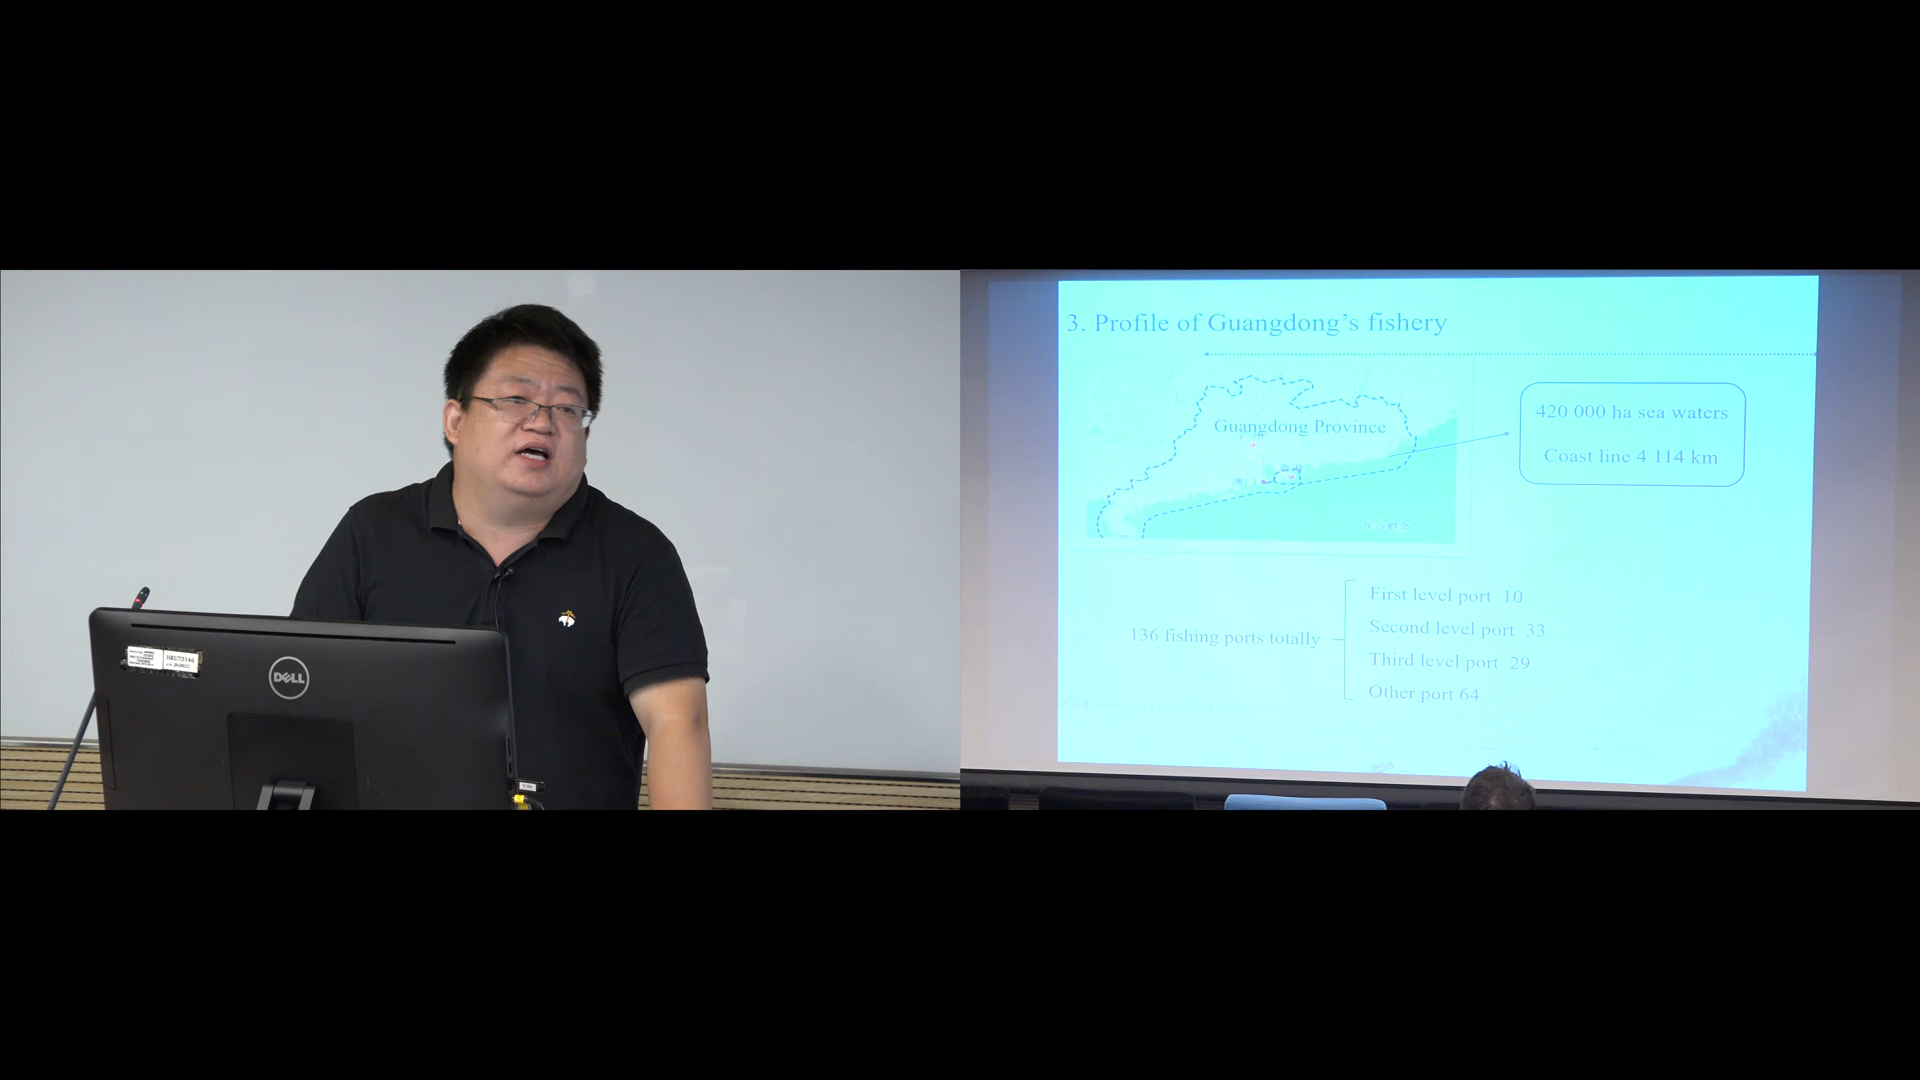 DELL
HKU73146
3. Profile of Guangdong's fishery
Guangdong Province
420 000 ha sea waters
Coast line 4 114 km
136 fishing ports totally
First level port 10
Second level port 33
Third level port 29
Other port 64